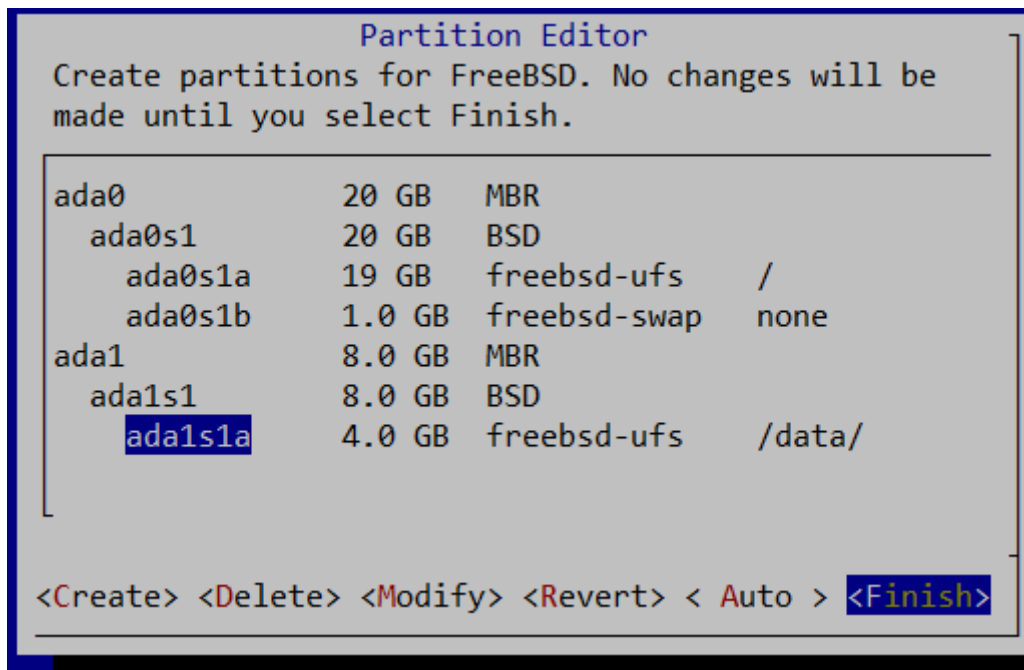 Partition Editor
Create partitions for FreeBSD. No changes will be
made until you select Finish.
ada0 20 GB MBR
ada0s1 20 GB BSD
ada0s1a 19 GB freebsd-ufs /
ada0s1b 1.0 GB freebsd-swap none
ada1 8.0 GB MBR
ada1s1 8.0 GB BSD
ada1s1a 4.0 GB freebsd-ufs /data/
<Create> <Delete> <Modify> <Revert> < Auto > <Finish>